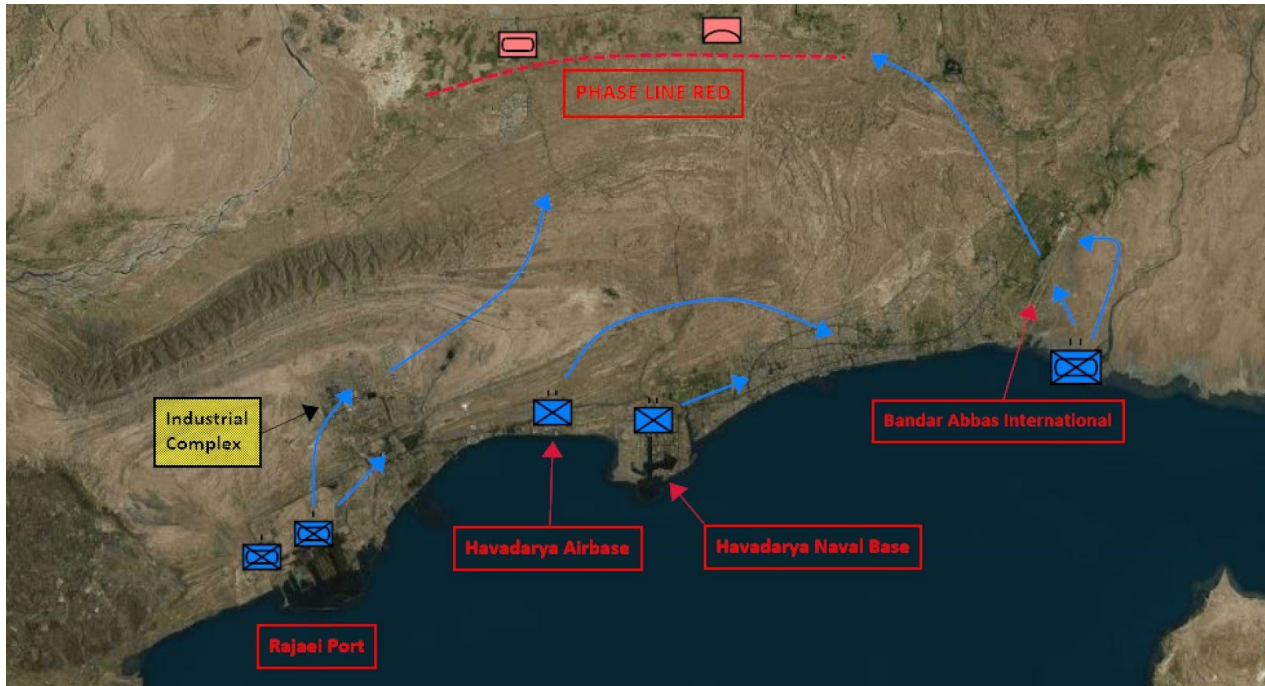 PHASE LINE RED
Industrial
Complex
Bandar Abbas International
Havadarya Airbase
Havadarya Naval Base
Rajaei Port